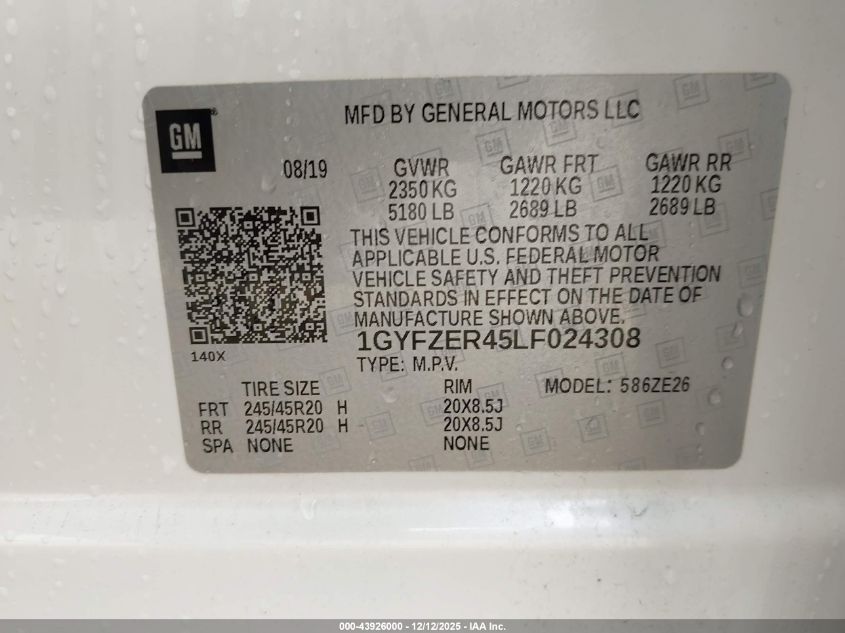 MFD BY GENERAL MOTORS LLC
GM
08/19
GVWR GAWR FRT GAWR RR
2350 KG 1220 KG 1220 KG
5180 LB 2689 LB 2689 LB
THIS VEHICLE CONFORMS TO ALL
APPLICABLE U.S. FEDERAL MOTOR
VEHICLE SAFETY AND THEFT PREVENTION
STANDARDS IN EFFECT ON THE DATE OF
MANUFACTURE SHOWN ABOVE.
1GYFZER45LF024308
140X
TYPE: M.P.V.
TIRE SIZE RIM MODEL: 586ZE26
FRT 245/45R20 H 20X8.5J
RR 245/45R20 H 20X8.5J
SPA NONE NONE
000-43926000 - 12/12/2025 - IAA Inc.